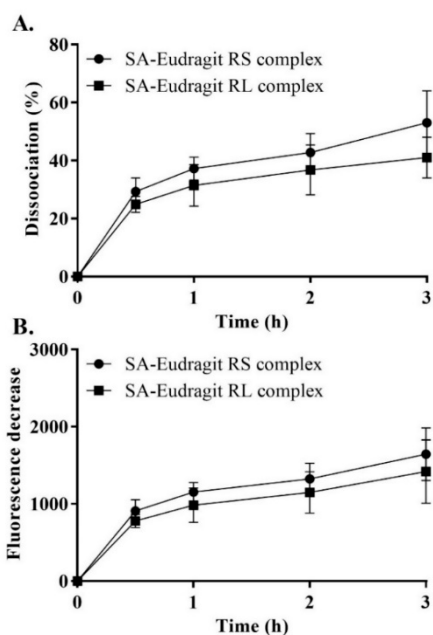 A.
SA-Eudragit RS complex
SA-Eudragit RL complex
80
60
40
20
0
Dissoociation (%)
0 1 2 3
Time (h)
B.
SA-Eudragit RS complex
SA-Eudragit RL complex
3000
2000
1000
0
Fluorescence decrease
0 1 2 3
Time (h)